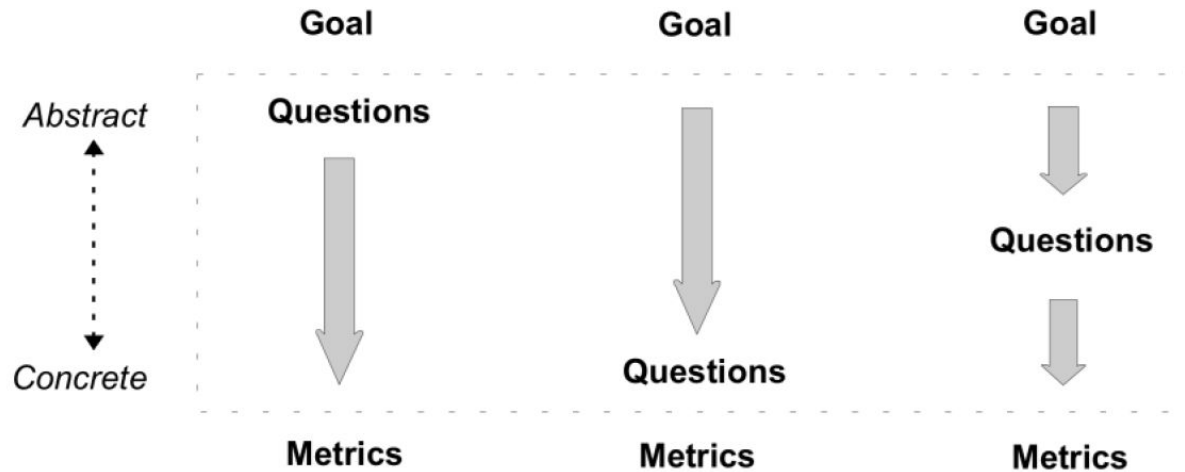 Goal Goal Goal
Abstract Questions
Questions
Concrete Questions
Metrics Metrics Metrics